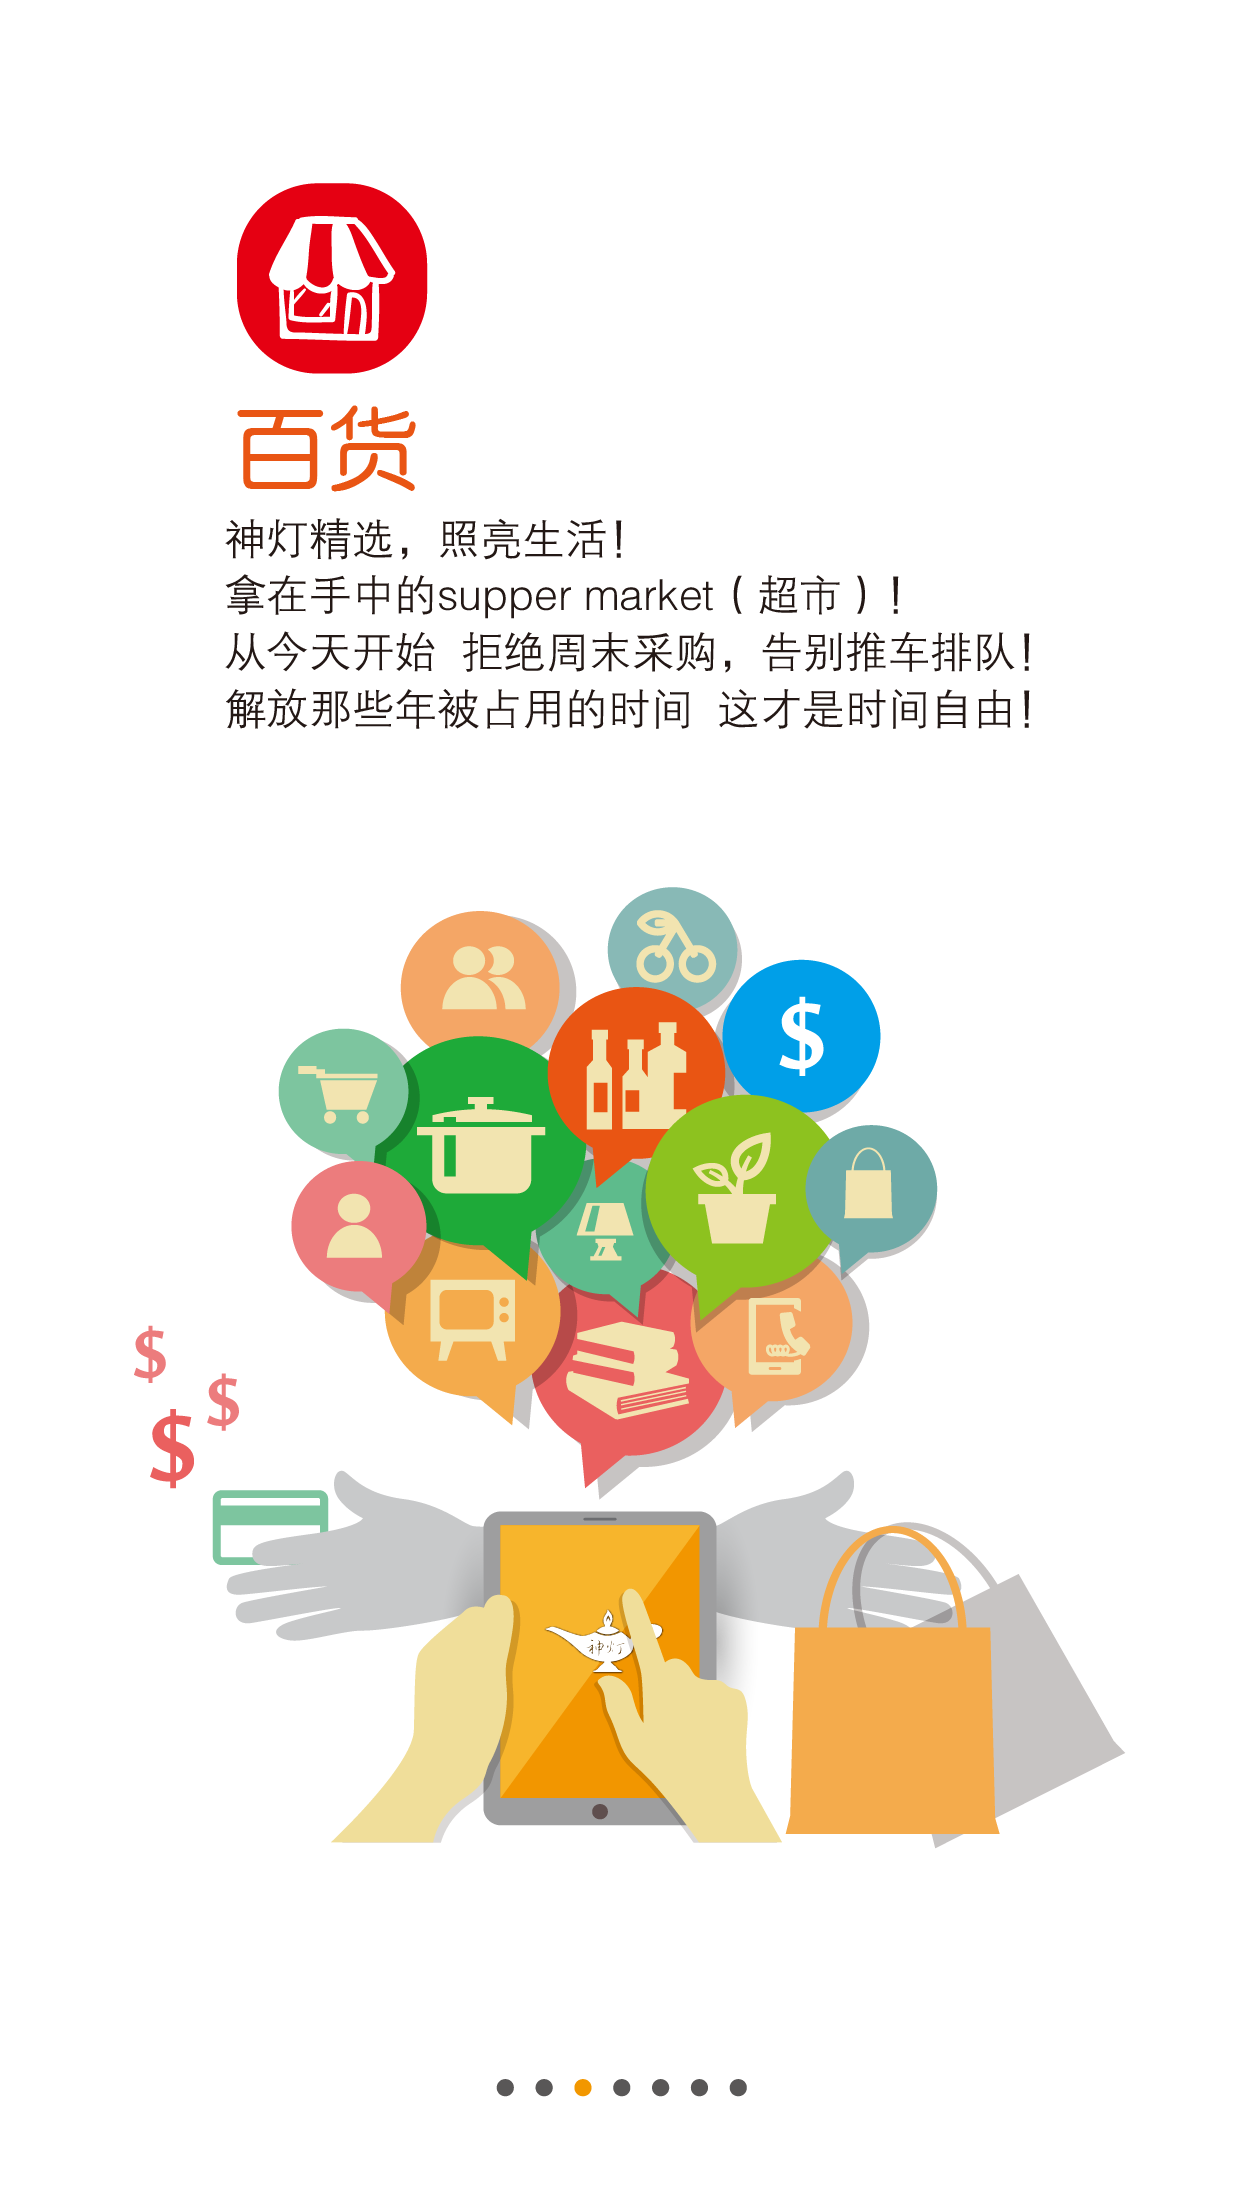 百货
神灯精选，照亮生活！
拿在手中的supper market（超市）！
从今天开始 拒绝周末采购，告别推车排队！
解放那些年被占用的时间 这才是时间自由！
$
$
$
$
神灯